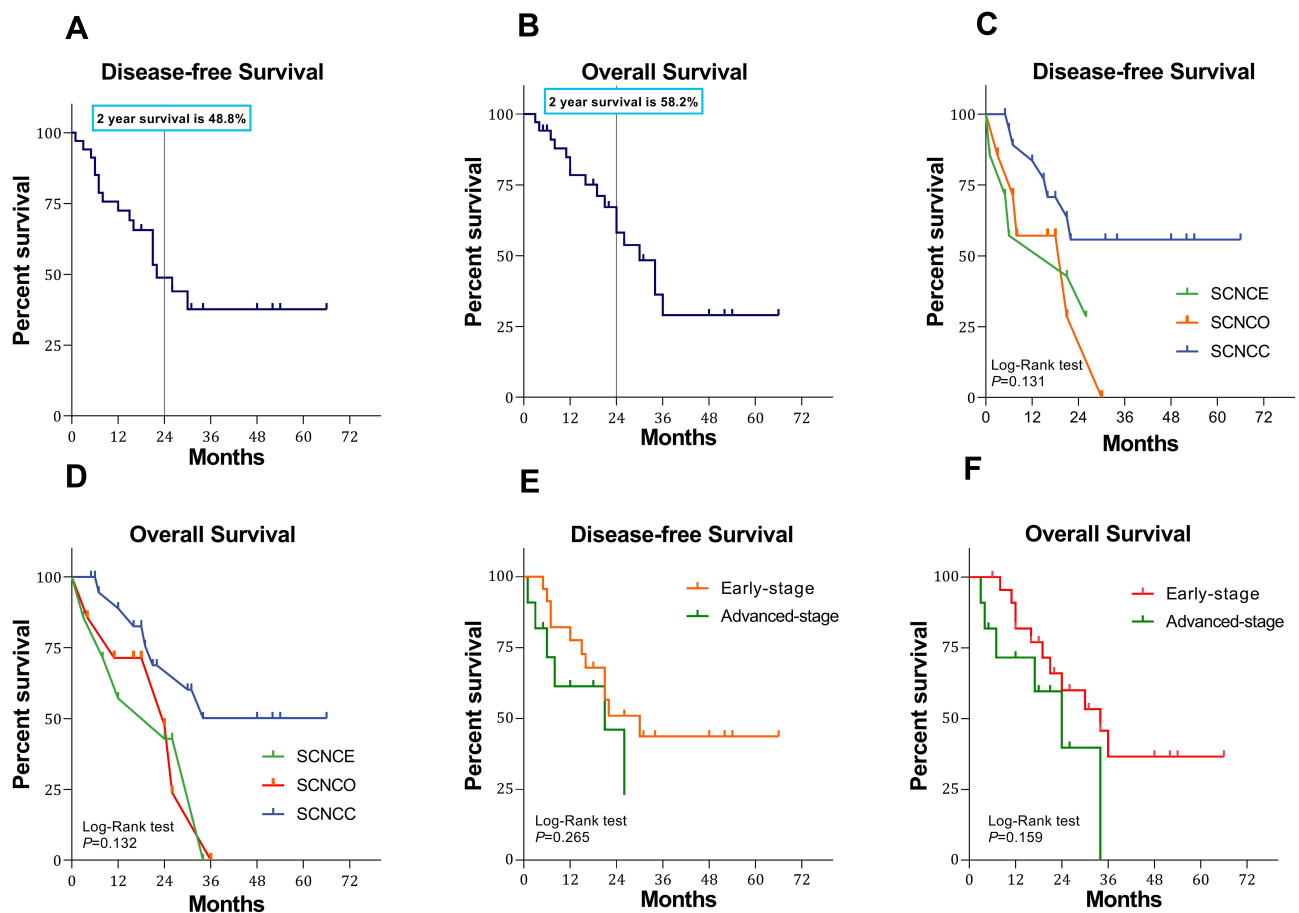 A
Disease-free Survival
2 year survival is 48.8%
Percent survival
100
75
50
25
0
0 12 24 36 48 60 72
Months
B
Overall Survival
2 year survival is 58.2%
Percent survival
100
75
50
25
0
0 12 24 36 48 60 72
Months
C
Disease-free Survival
Percent survival
100
75
50
25
0
SCNCE
SCNCO
SCNCC
Log-Rank test
P=0.131
0 12 24 36 48 60 72
Months
D
Overall Survival
Percent survival
100
75
50
25
0
SCNCE
SCNCO
SCNCC
Log-Rank test
P=0.132
0 12 24 36 48 60 72
Months
E
Disease-free Survival
Percent survival
100
75
50
25
0
Early-stage
Advanced-stage
Log-Rank test
P=0.265
0 12 24 36 48 60 72
Months
F
Overall Survival
Percent survival
100
75
50
25
0
Early-stage
Advanced-stage
Log-Rank test
P=0.159
0 12 24 36 48 60 72
Months